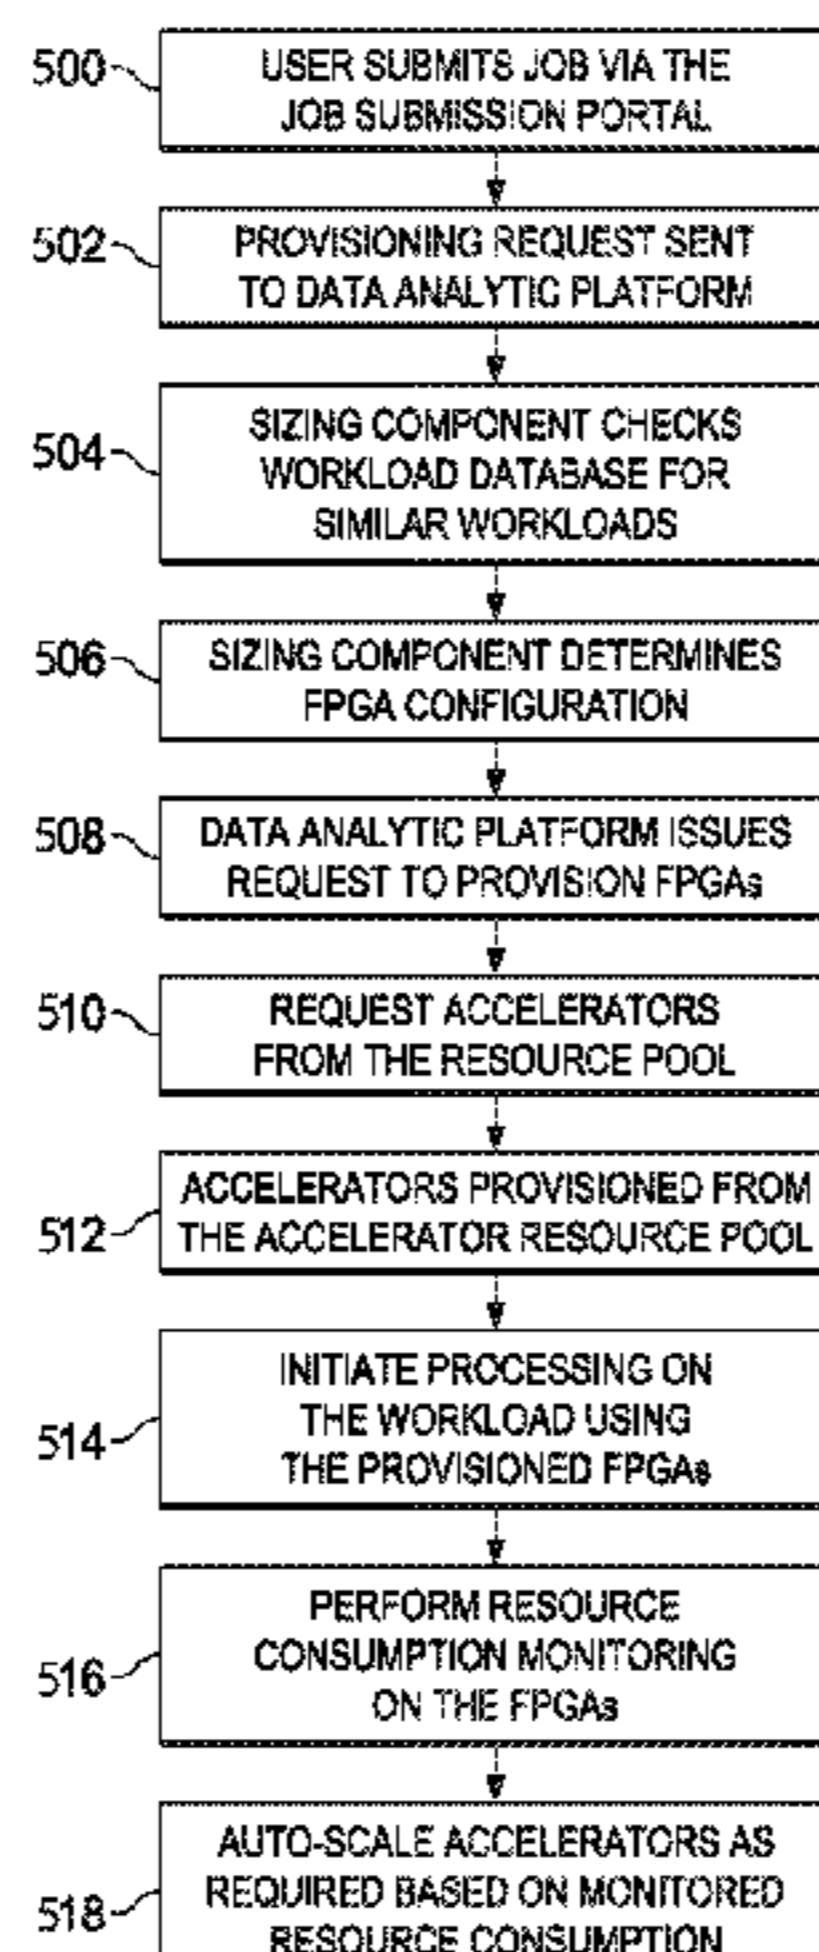 500
USER SUBMITS JOB VIA THE
JOB SUBMISSION PORTAL
502
PROVISIONING REQUEST SENT
TO DATA ANALYTIC PLATFORM
504
SIZING COMPONENT CHECKS
WORKLOAD DATABASE FOR
SIMILAR WORKLOADS
506
SIZING COMPONENT DETERMINES
FPGA CONFIGURATION
508
DATA ANALYTIC PLATFORM ISSUES
REQUEST TO PROVISION FPGAs
510
REQUEST ACCELERATORS
FROM THE RESOURCE POOL
512
ACCELERATORS PROVISIONED FROM
THE ACCELERATOR RESOURCE POOL
514
INITIATE PROCESSING ON
THE WORKLOAD USING
THE PROVISIONED FPGAs
516
PERFORM RESOURCE
CONSUMPTION MONITORING
ON THE FPGAs
518
AUTO-SCALE ACCELERATORS AS
REQUIRED BASED ON MONITORED
RESOURCE CONSUMPTION